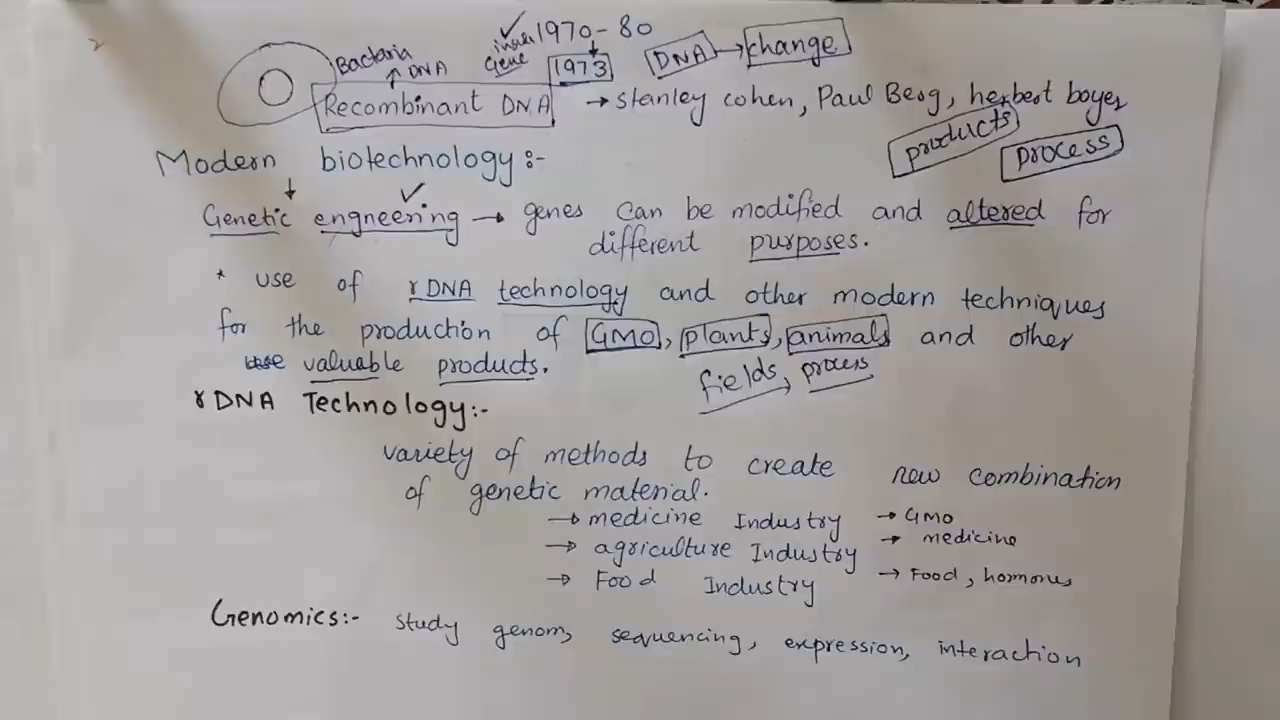 1970-80
Bacteria
DNA
Gene
1973
DNA → change
Recombinant DNA → stanley cohen, Paul Berg, herbert boyer
products
process
Modern biotechnology:-
Genetic engneering → genes can be modified and altered for
different purposes.
* use of rDNA technology and other modern techniques
for the production of GMO, plants, animals and other
valuable products.
fields, process
rDNA Technology:-
variety of methods to create new combination
of genetic material.
→ medicine Industry → GMO
→ agriculture Industry → medicine
→ Food Industry → Food, hormones
Genomics:- study genom, sequencing, expression, interaction